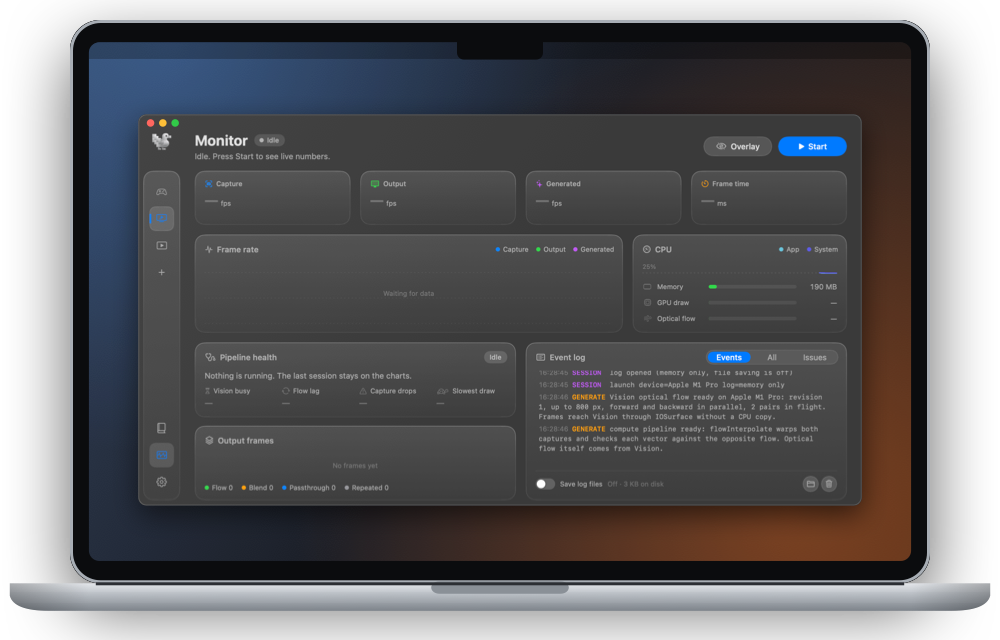 Monitor
Idle
Idle. Press Start to see live numbers.
Overlay
Start
Capture
fps
Output
fps
Generated
fps
Frame time
ms
Frame rate
Capture
Output
Generated
Waiting for data
CPU
App
System
25%
Memory
190 MB
GPU draw
—
Optical flow
—
Pipeline health
Idle
Nothing is running. The last session stays on the charts.
Vision busy
—
Flow lag
—
Capture drops
—
Slowest draw
—
Output frames
No frames yet
Flow 0
Blend 0
Passthrough 0
Repeated 0
Event log
Events
All
Issues
SESSION log opened (memory only, file saving is off)
16:28:46 SESSION launch device=Apple M1 Pro log=memory only
16:28:46 GENERATE Vision optical flow ready on Apple M1 Pro: revision
1, up to 800 px, forward and backward in parallel, 2 pairs in flight.
Frames reach Vision through IOSurface without a CPU copy.
16:28:46 GENERATE compute pipeline ready: flowInterpolate warps both
captures and checks each vector against the opposite flow. Optical
flow itself comes from Vision.
Save log files
Off · 3 KB on disk